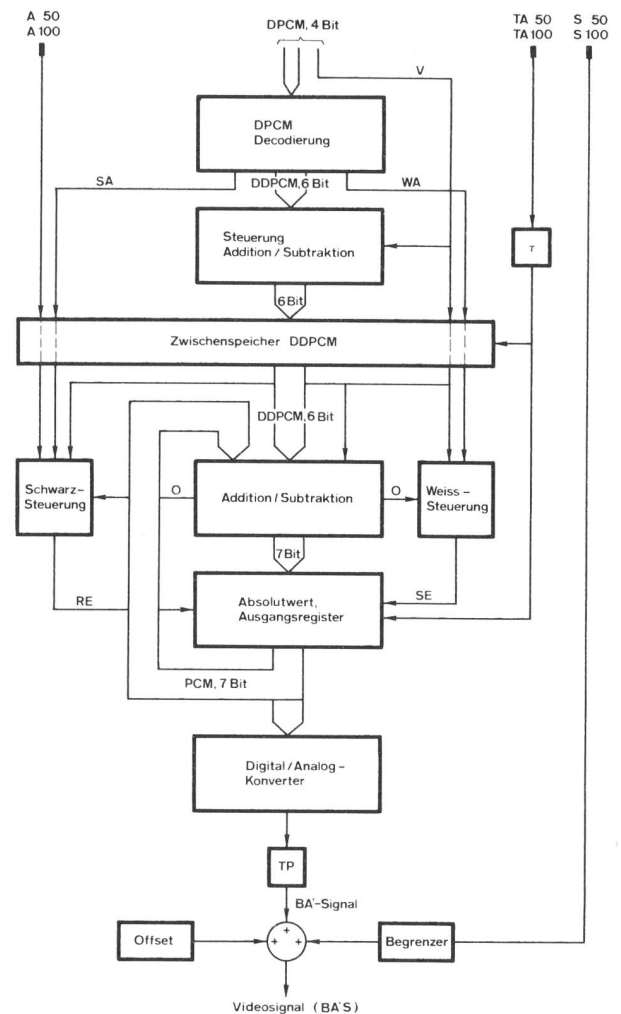 A 50
A 100
DPCM, 4 Bit
TA 50
TA 100
S 50
S 100
V
DPCM
Decodierung
SA
DDPCM, 6 Bit
WA
Steuerung
Addition / Subtraktion
τ
6 Bit
Zwischenspeicher DDPCM
DDPCM, 6 Bit
Schwarz-
Steuerung
O
Addition / Subtraktion
O
Weiss -
Steuerung
7 Bit
RE
Absolutwert,
Ausgangsregister
SE
PCM, 7 Bit
Digital / Analog -
Konverter
TP
BA'-Signal
Offset
+ + +
Begrenzer
Videosignal (BA'S)